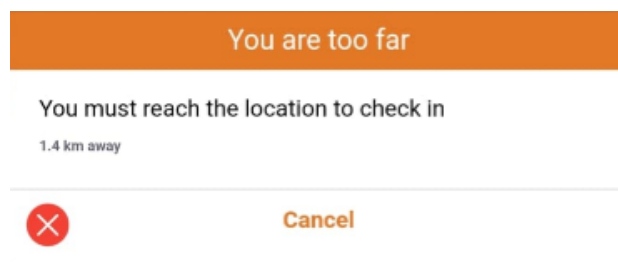 You are too far
You must reach the location to check in
1.4 km away
Cancel